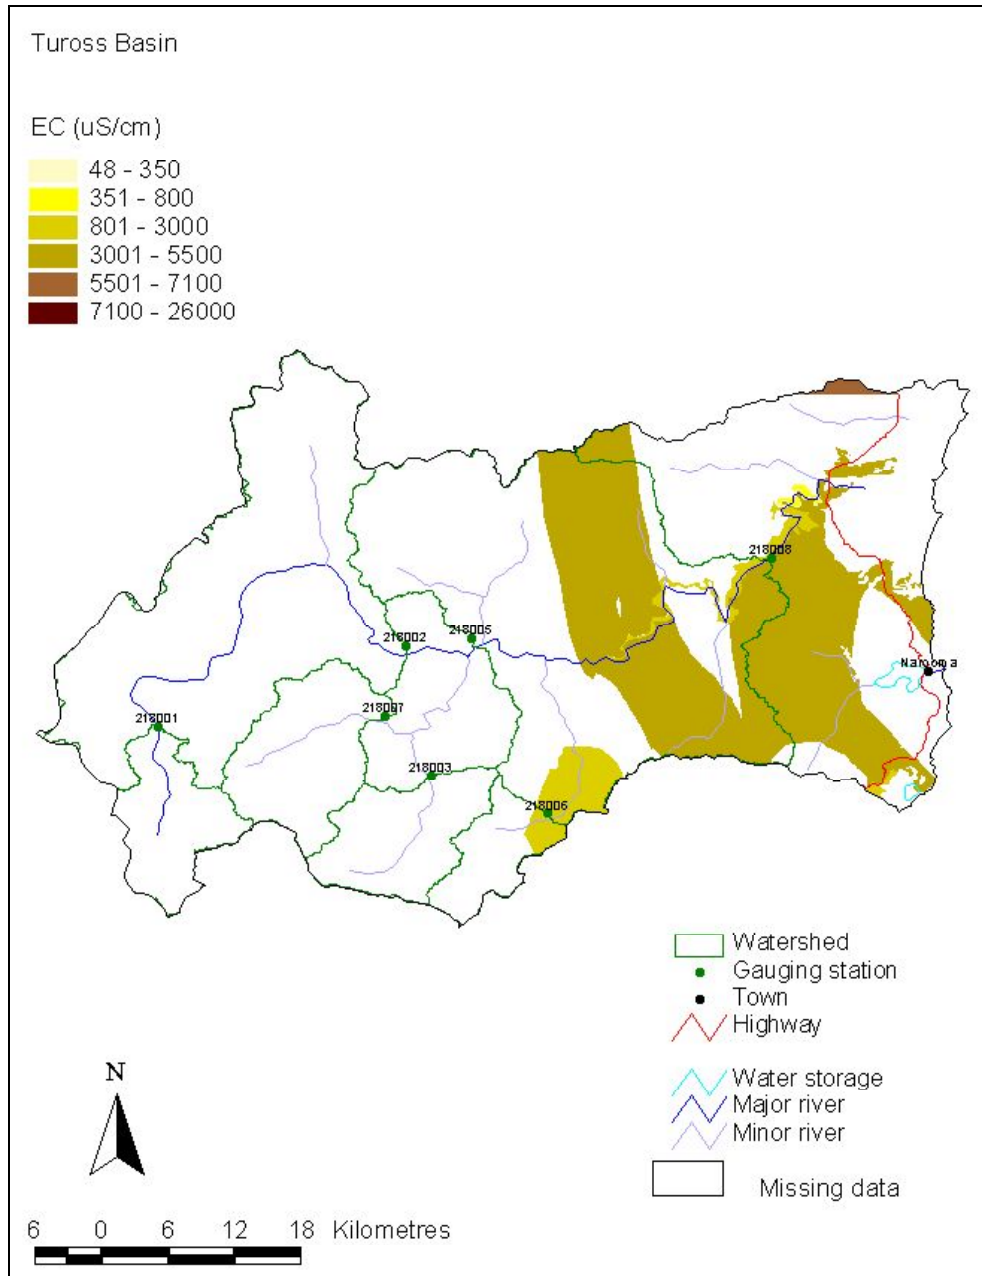 Tuross Basin
EC (uS/cm)
48 - 350
351 - 800
801 - 3000
3001 - 5500
5501 - 7100
7100 - 26000
218008
218002
218005
Narooma
218007
218001
218003
218006
Watershed
Gauging station
Town
Highway
Water storage
Major river
Minor river
Missing data
N
6 0 6 12 18 Kilometres